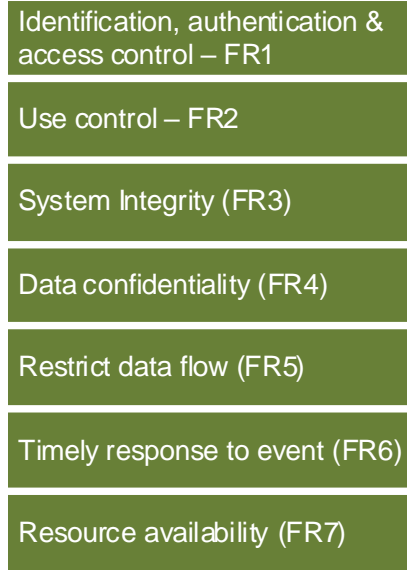 Identification, authentication &
access control – FR1
Use control – FR2
System Integrity (FR3)
Data confidentiality (FR4)
Restrict data flow (FR5)
Timely response to event (FR6)
Resource availability (FR7)